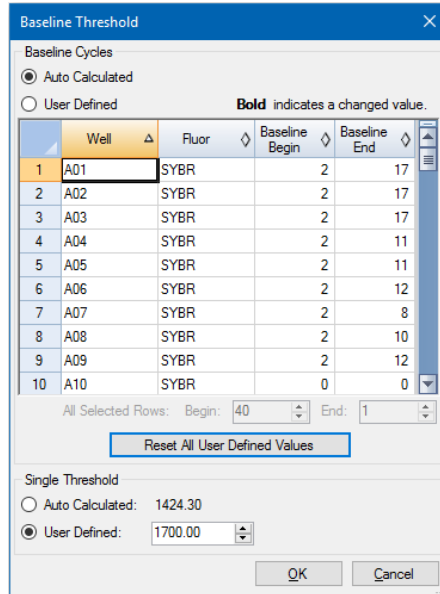 Baseline Threshold
Baseline Cycles
Auto Calculated
User Defined Bold indicates a changed value.
Well Fluor Baseline Begin Baseline End
1 A01 SYBR 2 17
2 A02 SYBR 2 17
3 A03 SYBR 2 17
4 A04 SYBR 2 11
5 A05 SYBR 2 11
6 A06 SYBR 2 12
7 A07 SYBR 2 8
8 A08 SYBR 2 10
9 A09 SYBR 2 12
10 A10 SYBR 0 0
All Selected Rows: Begin: 40 End: 1
Reset All User Defined Values
Single Threshold
Auto Calculated: 1424.30
User Defined: 1700.00
OK Cancel